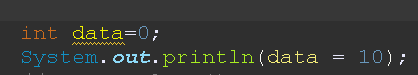 int data=0;
System.out.println(data = 10);